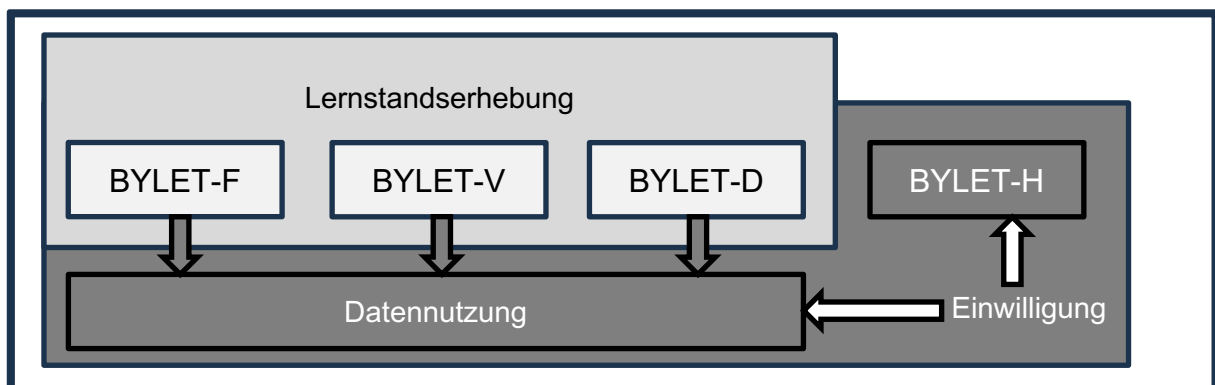 Lernstandserhebung
BYLET-F
BYLET-V
BYLET-D
BYLET-H
Datennutzung
Einwilligung